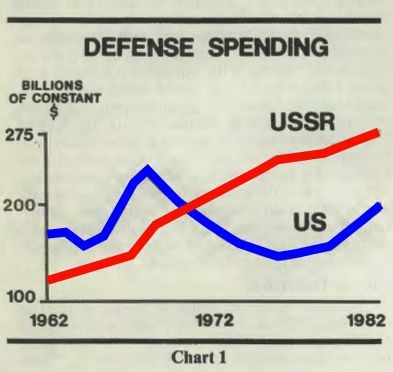 DEFENSE SPENDING
BILLIONS
OF CONSTANT
$
USSR
275
200
US
100
1962 1972 1982
Chart 1